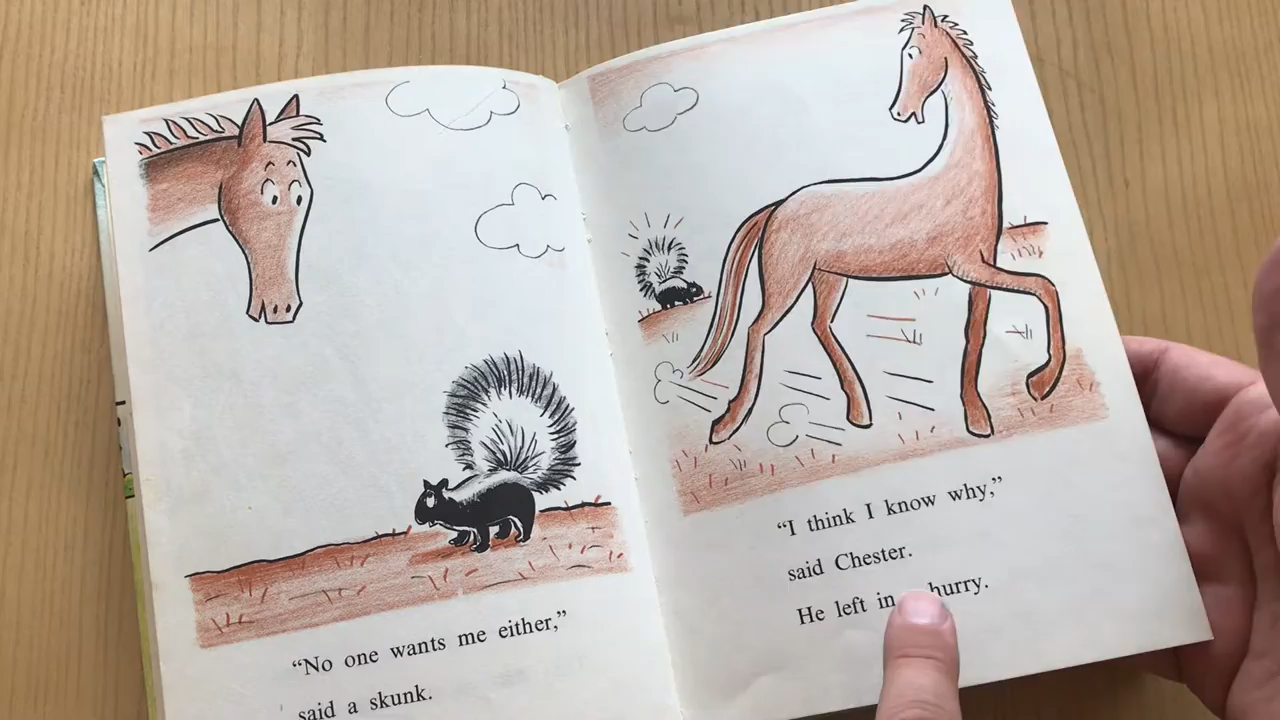 “No one wants me either,”
said a skunk.
“I think I know why,”
said Chester.
He left in hurry.